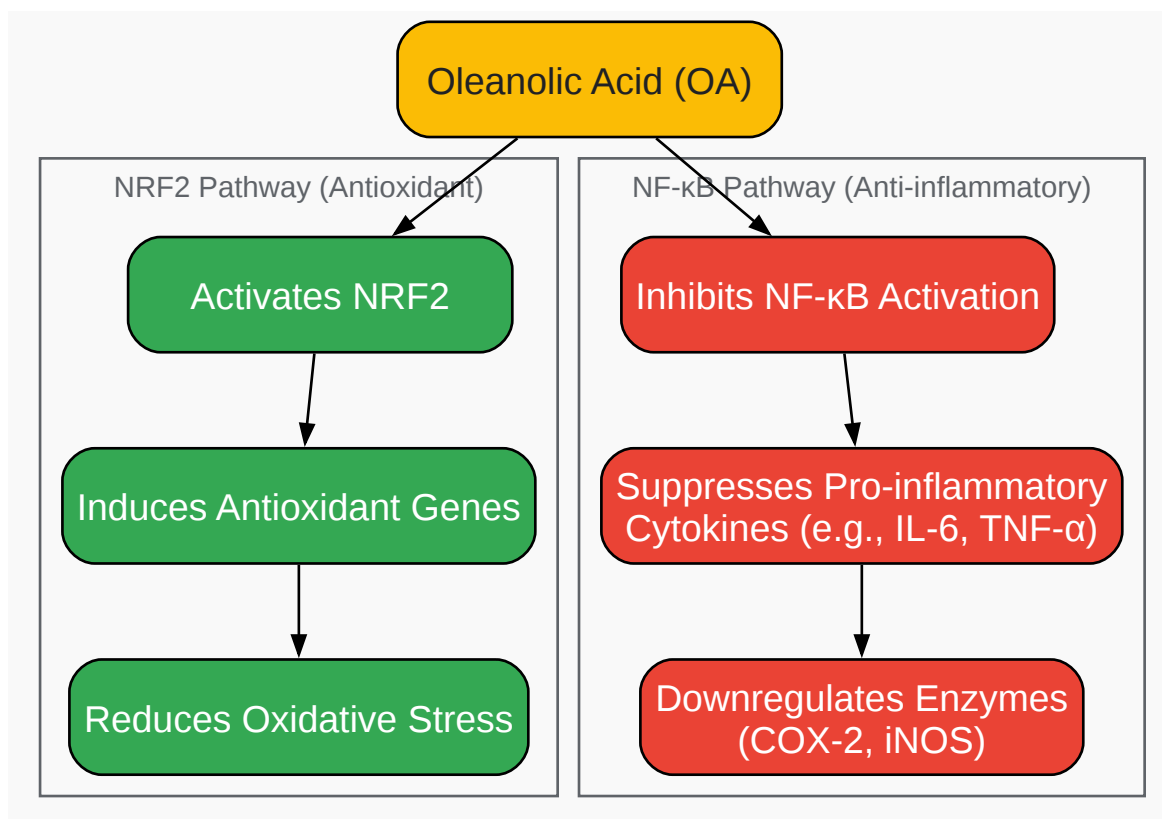 Oleanolic Acid (OA)
NRF2 Pathway (Antioxidant)
Activates NRF2
Induces Antioxidant Genes
Reduces Oxidative Stress
NF-κB Pathway (Anti-inflammatory)
Inhibits NF-κB Activation
Suppresses Pro-inflammatory
Cytokines (e.g., IL-6, TNF-α)
Downregulates Enzymes
(COX-2, iNOS)